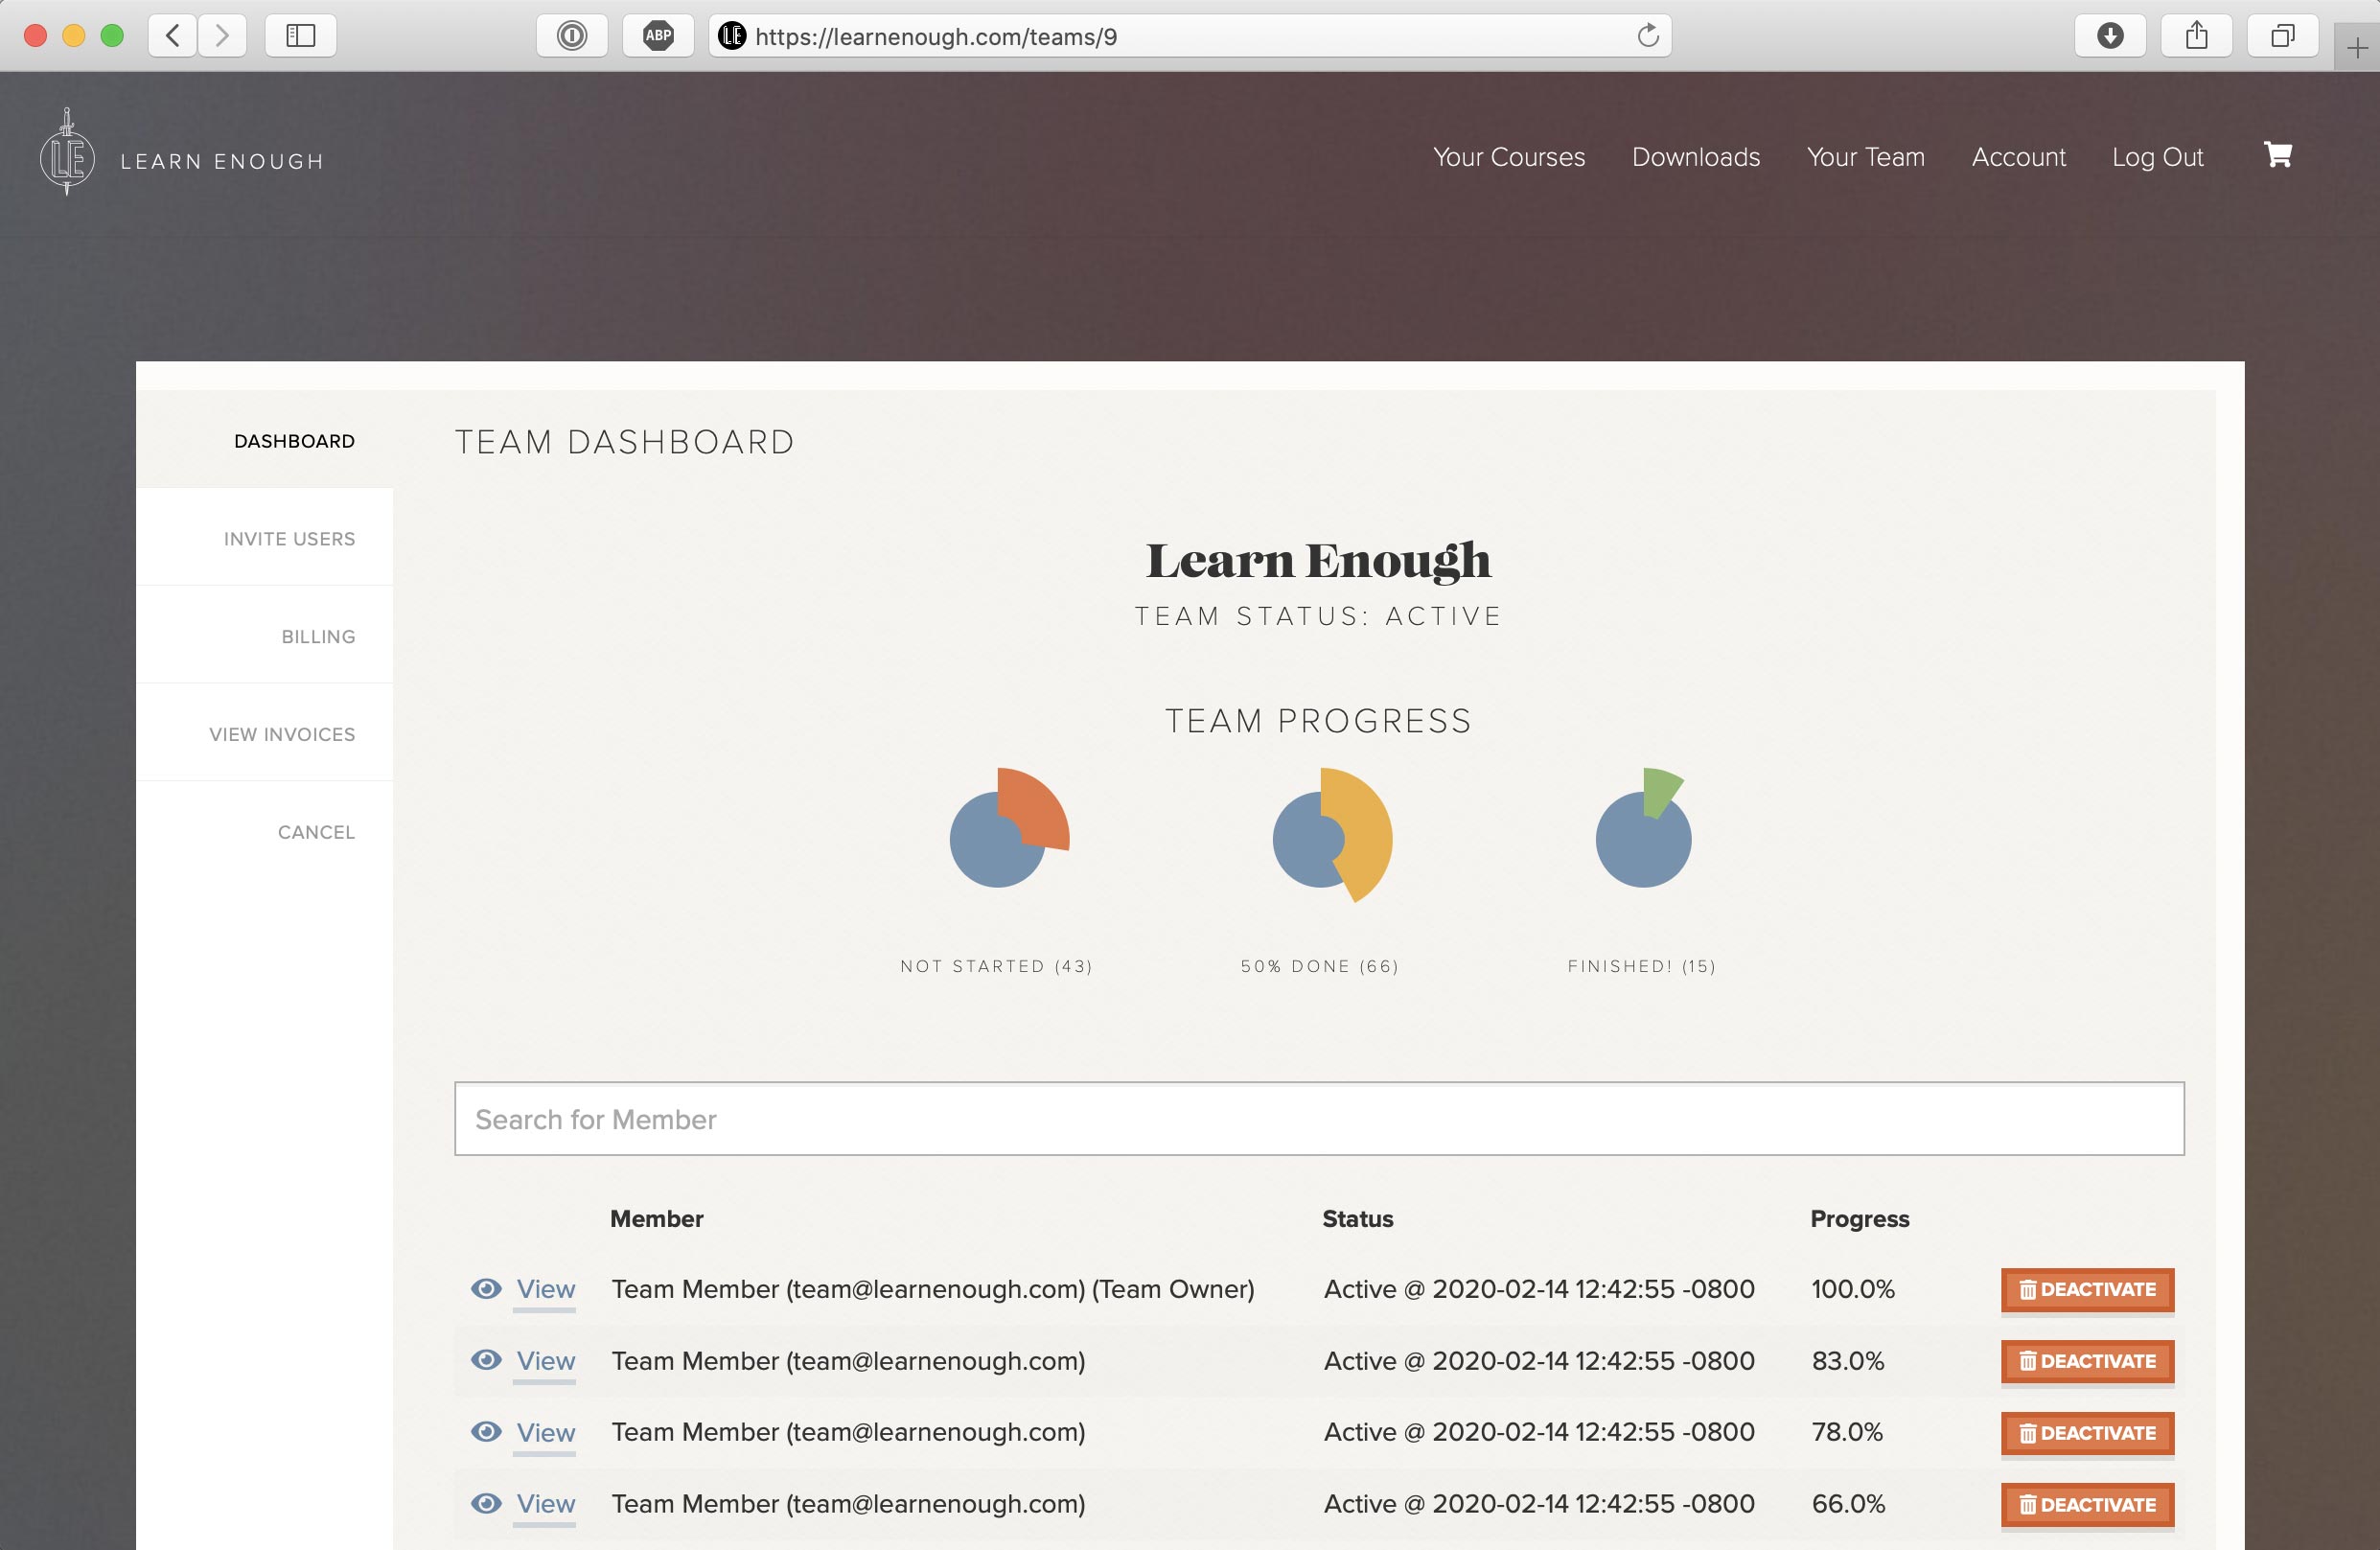 ABP
LE https://learnenough.com/teams/9
LE LEARN ENOUGH
Your Courses Downloads Your Team Account Log Out
DASHBOARD
INVITE USERS
BILLING
VIEW INVOICES
CANCEL
TEAM DASHBOARD
Learn Enough
TEAM STATUS: ACTIVE
TEAM PROGRESS
NOT STARTED (43) 50% DONE (66) FINISHED! (15)
Search for Member
Member Status Progress
View Team Member (team@learnenough.com) (Team Owner) Active @ 2020-02-14 12:42:55 -0800 100.0% DEACTIVATE
View Team Member (team@learnenough.com) Active @ 2020-02-14 12:42:55 -0800 83.0% DEACTIVATE
View Team Member (team@learnenough.com) Active @ 2020-02-14 12:42:55 -0800 78.0% DEACTIVATE
View Team Member (team@learnenough.com) Active @ 2020-02-14 12:42:55 -0800 66.0% DEACTIVATE